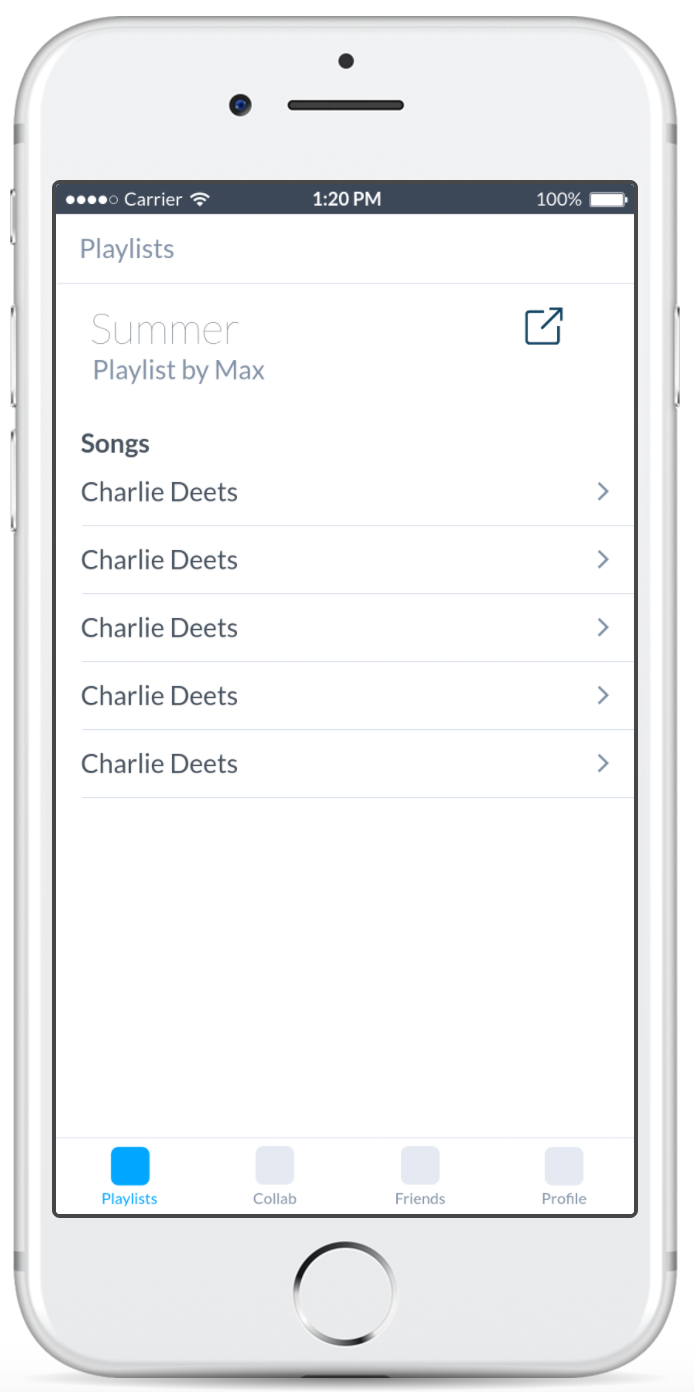 Carrier 1:20 PM 100%
Playlists
Summer
Playlist by Max
Songs
Charlie Deets
Charlie Deets
Charlie Deets
Charlie Deets
Charlie Deets
Playlists Collab Friends Profile